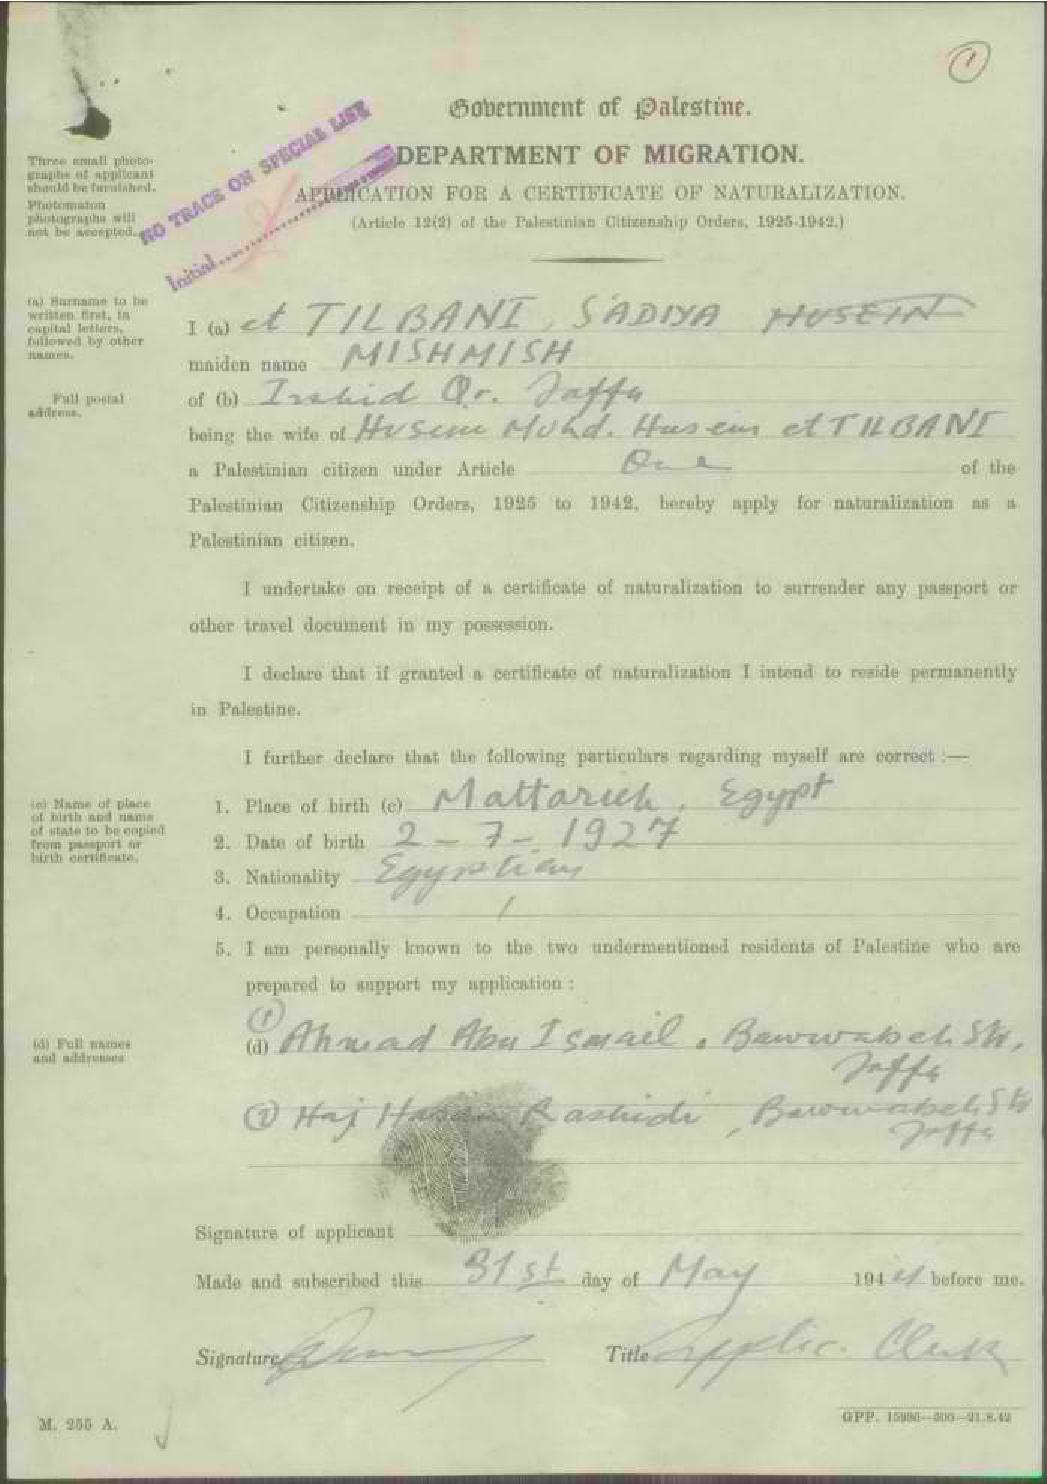 1
Government of Palestine.
DEPARTMENT OF MIGRATION.
APPLICATION FOR A CERTIFICATE OF NATURALIZATION.
(Article 12(2) of the Palestinian Citizenship Orders, 1925-1942.)
NO TRACE ON SPECIAL LIST
Initial
Three small photo-
graphs of applicant
should be furnished.
Photomaton
photographs will
not be accepted.
(a) Surname to be
written first, in
capital letters,
followed by other
names.
I (a) et TILBANI, SADIYA HUSEIN
maiden name MISHMISH
Full postal
address.
of (b) Irshid Qr. Jaffa
being the wife of Husein Muhd. Husein et TILBANI
a Palestinian citizen under Article One of the
Palestinian Citizenship Orders, 1925 to 1942, hereby apply for naturalization as a
Palestinian citizen.
I undertake on receipt of a certificate of naturalization to surrender any passport or
other travel document in my possession.
I declare that if granted a certificate of naturalization I intend to reside permanently
in Palestine.
I further declare that the following particulars regarding myself are correct :—
(c) Name of place
of birth and name
of state to be copied
from passport or
birth certificate.
1. Place of birth (c) Mattarieh, Egypt
2. Date of birth 2-7-1927
3. Nationality Egyptian
4. Occupation /
5. I am personally known to the two undermentioned residents of Palestine who are
prepared to support my application :
(d) Full names
and addresses
(1)
(d) Ahmad Abu Ismail, Bawwabeh Str,
Jaffa
(2) Haj Hasan Rashidi, Bawwabeh Str
Jaffa
Signature of applicant
Made and subscribed this 31st day of May 1944 before me.
Signature
Title Applic. Clerk
M. 255 A.
GPP. 15986—500—21.8.42